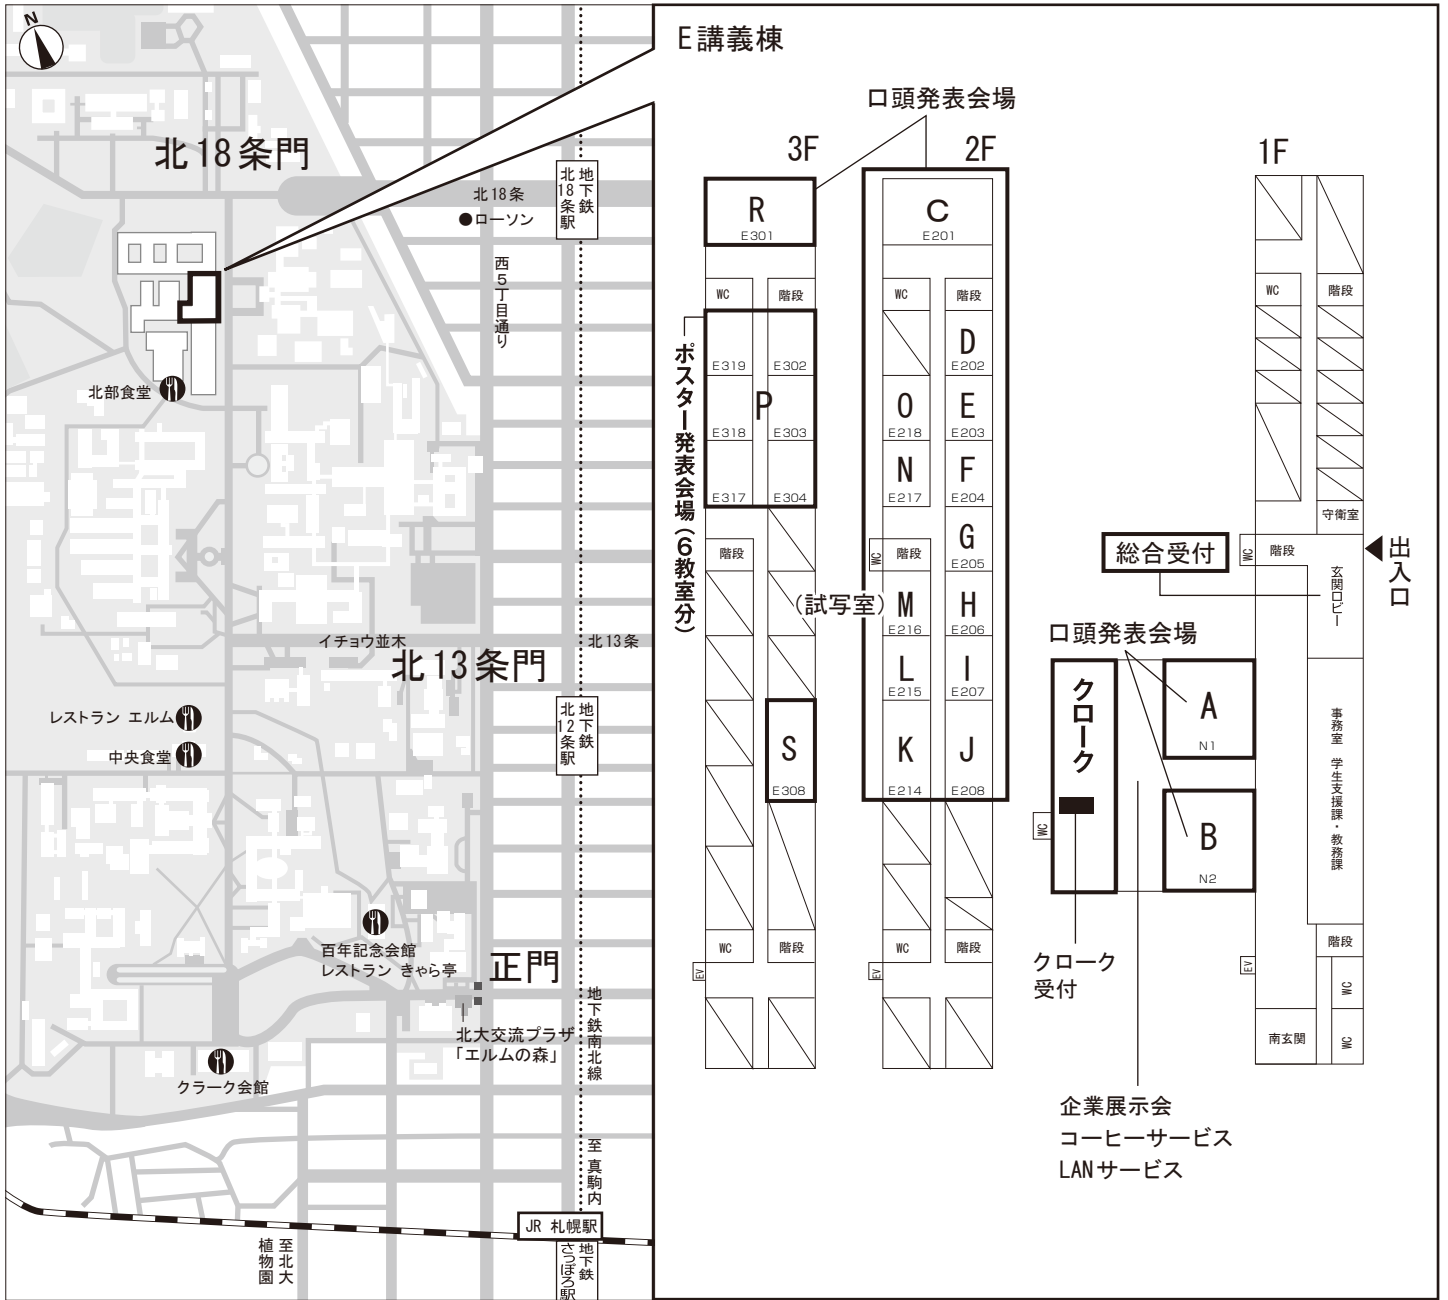 N
北18条門
北18条
●ローソン
地下鉄
北18条駅
西5丁目通り
北部食堂
イチョウ並木
北13条
北13条門
レストラン エルム
中央食堂
地下鉄
北12条駅
百年記念会館
レストラン きゃら亭
正門
北大交流プラザ
「エルムの森」
地下鉄南北線
クラーク会館
至 真駒内
JR 札幌駅
地下鉄
さっぽろ駅
至北大
植物園
E講義棟
口頭発表会場
3F
R
E301
WC
階段
ポスター発表会場(6教室分)
P
E319
E302
E318
E303
E317
E304
階段
S
E308
WC
階段
EV
2F
C
E201
WC
階段
D
E202
O
E218
E
E203
N
E217
F
E204
G
E205
WC
階段
(試写室)
M
E216
H
E206
L
E215
I
E207
K
E214
J
E208
WC
階段
EV
1F
WC
階段
守衛室
WC
階段
出入口
総合受付
玄関ロビー
口頭発表会場
クローク
A
N1
B
N2
WC
事務室 学生支援課・教務課
クローク
受付
階段
EV
WC
南玄関
WC
企業展示会
コーヒーサービス
LANサービス